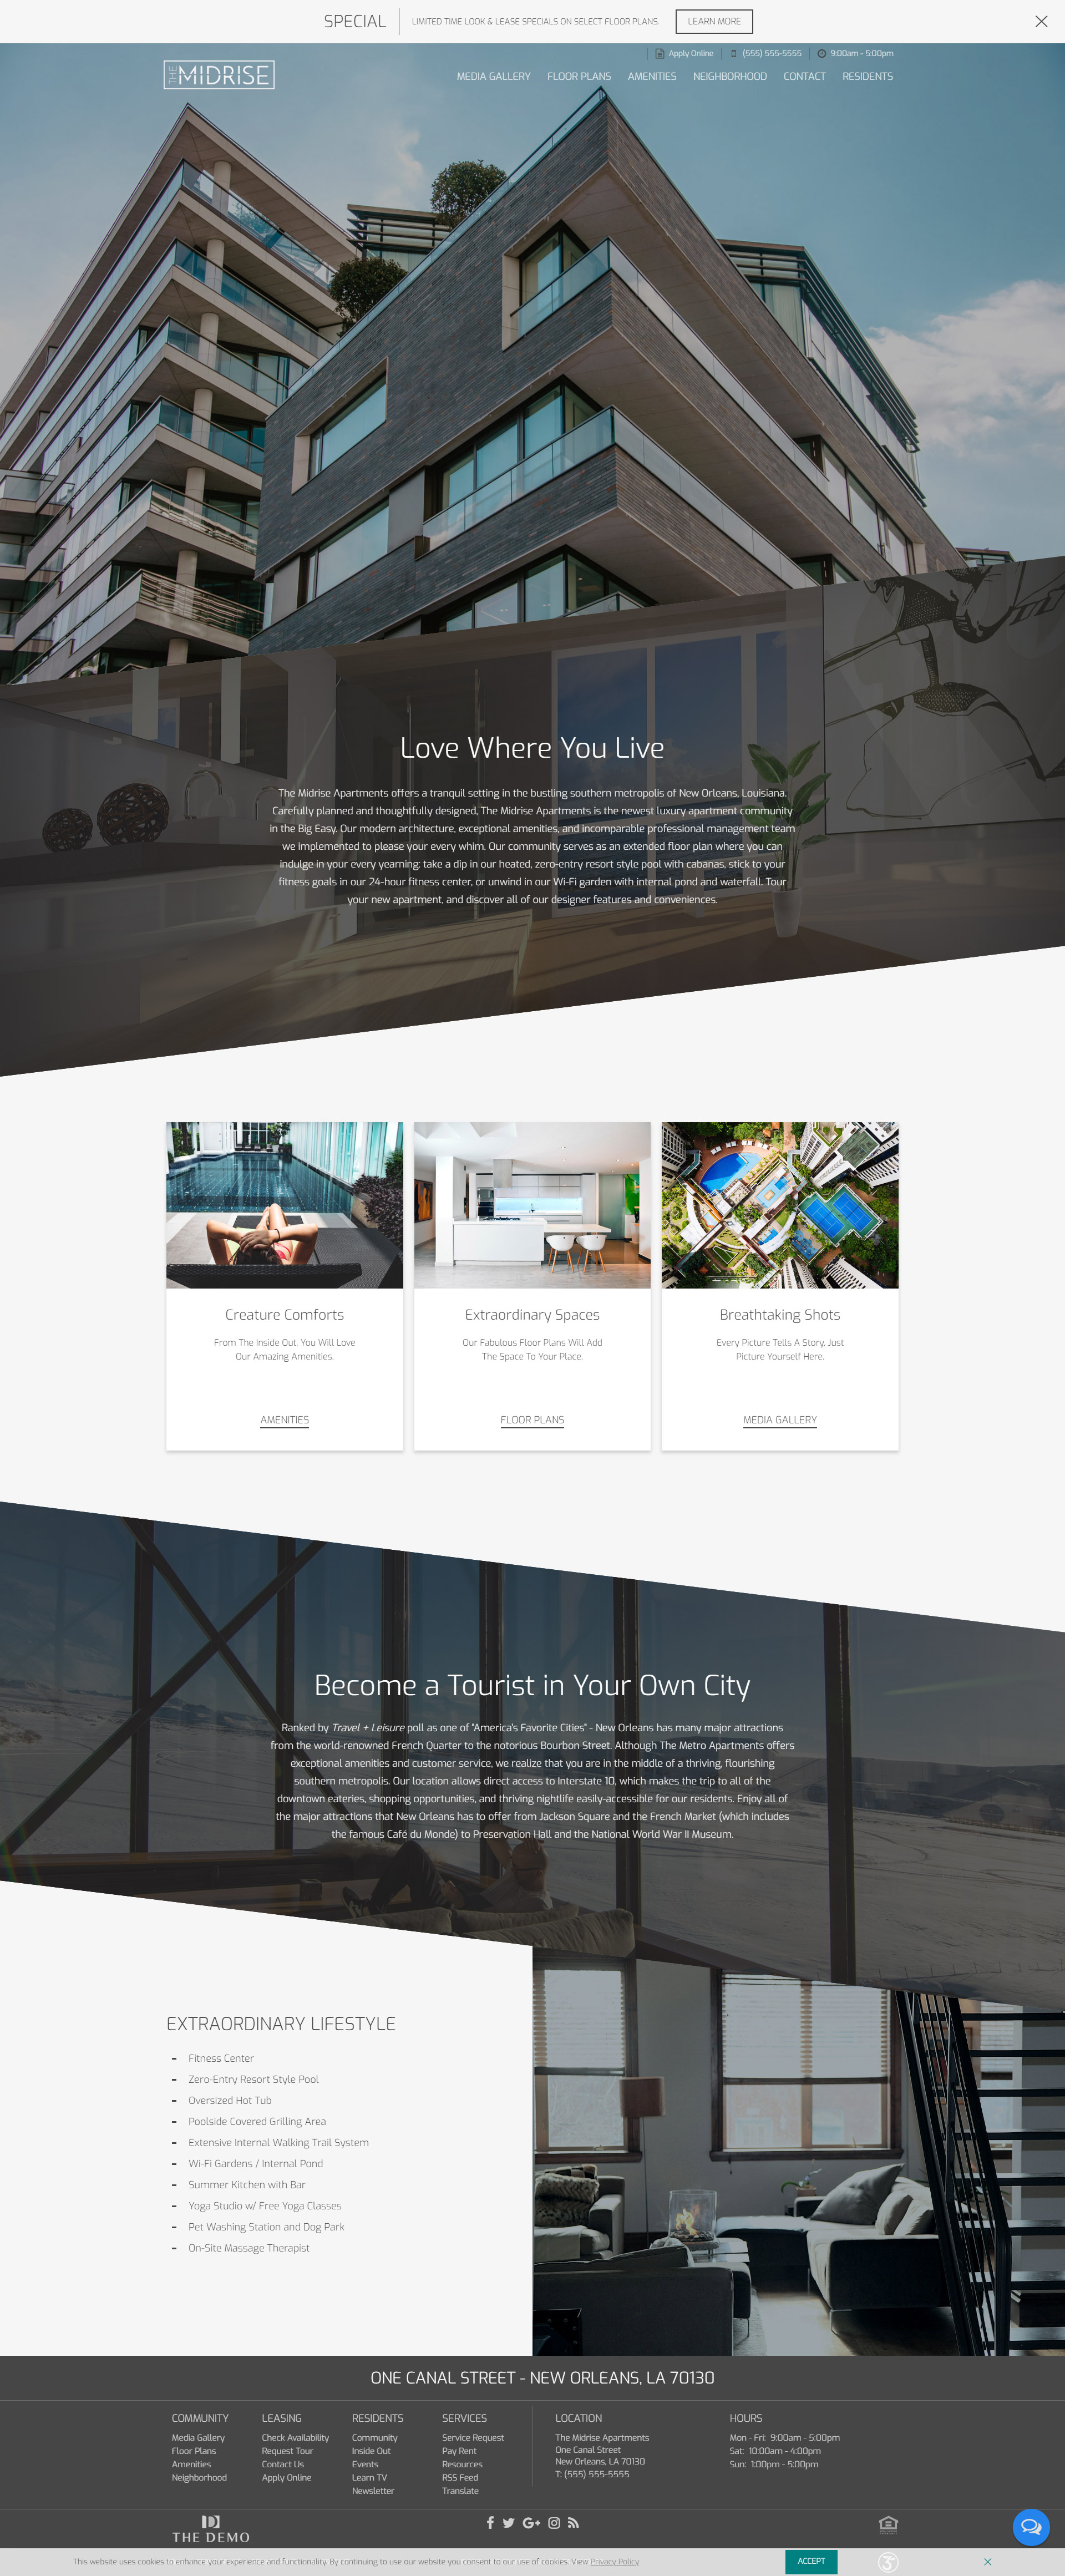 SPECIAL
LIMITED TIME LOOK & LEASE SPECIALS ON SELECT FLOOR PLANS.
LEARN MORE
Apply Online
(555) 555-5555
9:00am - 5:00pm
THE MIDRISE
MEDIA GALLERY
FLOOR PLANS
AMENITIES
NEIGHBORHOOD
CONTACT
RESIDENTS
Love Where You Live
The Midrise Apartments offers a tranquil setting in the bustling southern metropolis of New Orleans, Louisiana.
Carefully planned and thoughtfully designed, The Midrise Apartments is the newest luxury apartment community
in the Big Easy. Our modern architecture, exceptional amenities, and incomparable professional management team
we implemented to please your every whim. Our community serves as an extended floor plan where you can
indulge in your every yearning: take a dip in our heated, zero-entry resort style pool with cabanas, stick to your
fitness goals in our 24-hour fitness center, or unwind in our Wi-Fi garden with internal pond and waterfall. Tour
your new apartment, and discover all of our designer features and conveniences.
Creature Comforts
From The Inside Out, You Will Love
Our Amazing Amenities.
AMENITIES
Extraordinary Spaces
Our Fabulous Floor Plans Will Add
The Space To Your Place.
FLOOR PLANS
Breathtaking Shots
Every Picture Tells A Story, Just
Picture Yourself Here.
MEDIA GALLERY
Become a Tourist in Your Own City
Ranked by Travel + Leisure poll as one of "America's Favorite Cities" - New Orleans has many major attractions
from the world-renowned French Quarter to the notorious Bourbon Street. Although The Metro Apartments offers
exceptional amenities and customer service, we realize that you are in the middle of a thriving, flourishing
southern metropolis. Our location allows direct access to Interstate 10, which makes the trip to all of the
downtown eateries, shopping opportunities, and thriving nightlife easily-accessible for our residents. Enjoy all of
the major attractions that New Orleans has to offer from Jackson Square and the French Market (which includes
the famous Café du Monde) to Preservation Hall and the National World War II Museum.
EXTRAORDINARY LIFESTYLE
- Fitness Center
- Zero-Entry Resort Style Pool
- Oversized Hot Tub
- Poolside Covered Grilling Area
- Extensive Internal Walking Trail System
- Wi-Fi Gardens / Internal Pond
- Summer Kitchen with Bar
- Yoga Studio w/ Free Yoga Classes
- Pet Washing Station and Dog Park
- On-Site Massage Therapist
ONE CANAL STREET - NEW ORLEANS, LA 70130
COMMUNITY
Media Gallery
Floor Plans
Amenities
Neighborhood
LEASING
Check Availability
Request Tour
Contact Us
Apply Online
RESIDENTS
Community
Inside Out
Events
Learn TV
Newsletter
SERVICES
Service Request
Pay Rent
Resources
RSS Feed
Translate
LOCATION
The Midrise Apartments
One Canal Street
New Orleans, LA 70130
T: (555) 555-5555
HOURS
Mon - Fri: 9:00am - 5:00pm
Sat: 10:00am - 4:00pm
Sun: 1:00pm - 5:00pm
THE DEMO
This website uses cookies to enhance your experience and functionality. By continuing to use our website you consent to our use of cookies. View Privacy Policy
ACCEPT